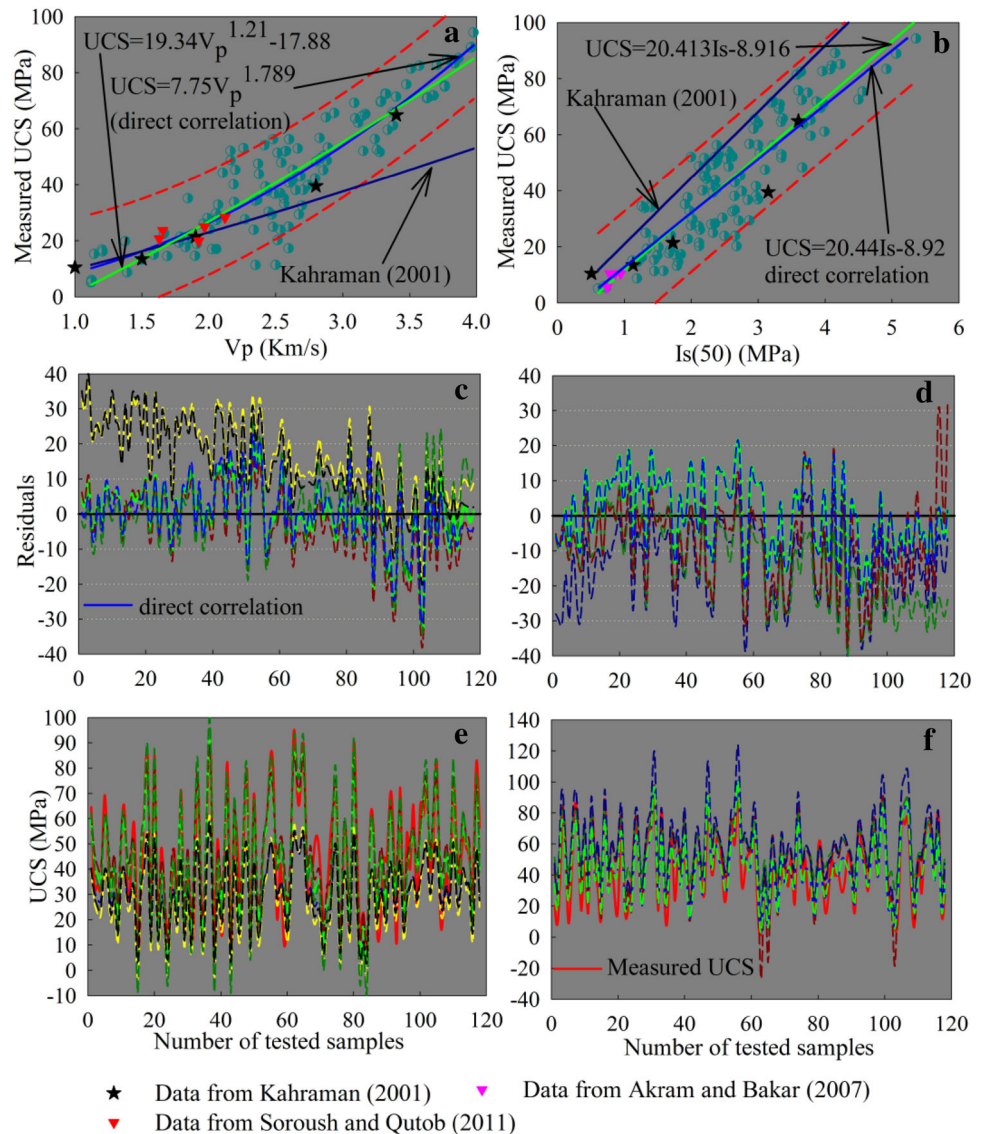 a
UCS=19.34Vp^1.21-17.88
UCS=7.75Vp^1.789
(direct correlation)
Kahraman (2001)
Measured UCS (MPa)
100
80
60
40
20
0
1.0 1.5 2.0 2.5 3.0 3.5 4.0
Vp (Km/s)
b
UCS=20.413Is-8.916
Kahraman (2001)
UCS=20.44Is-8.92
direct correlation
Measured UCS (MPa)
100
80
60
40
20
0
0 1 2 3 4 5 6
Is(50) (MPa)
c
Residuals
40
30
20
10
0
-10
-20
-30
-40
direct correlation
0 20 40 60 80 100 120
d
40
30
20
10
0
-10
-20
-30
-40
0 20 40 60 80 100 120
e
UCS (MPa)
100
90
80
70
60
50
40
30
20
10
0
-10
0 20 40 60 80 100 120
Number of tested samples
f
140
120
100
80
60
40
20
0
-20
-40
Measured UCS
0 20 40 60 80 100 120
Number of tested samples
Data from Kahraman (2001)
Data from Akram and Bakar (2007)
Data from Soroush and Qutob (2011)